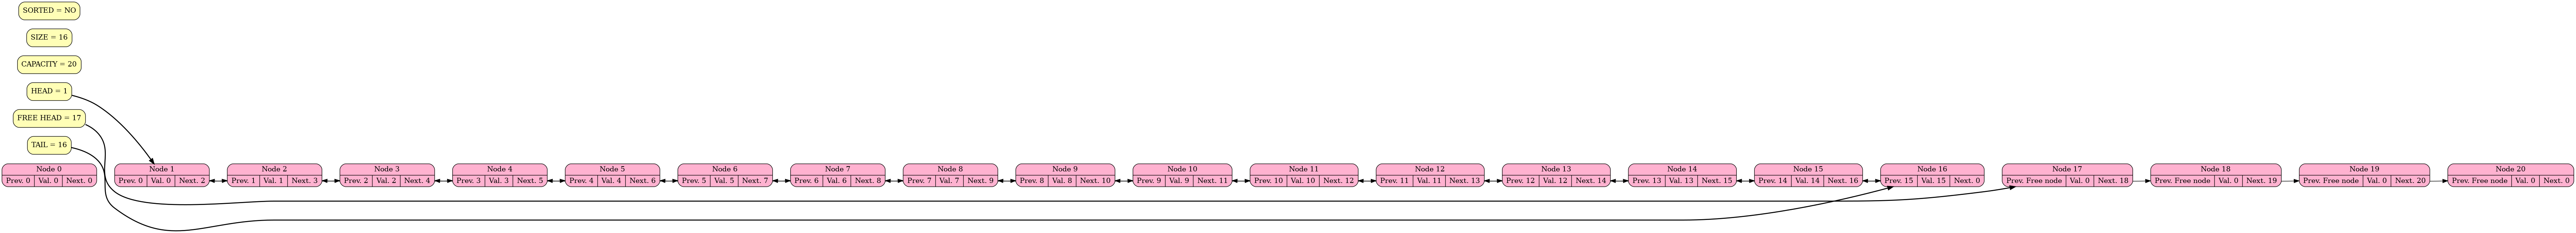 SORTED = NO
SIZE = 16
CAPACITY = 20
HEAD = 1
FREE HEAD = 17
TAIL = 16
Node 0
Prev. 0 Val. 0 Next. 0
Node 1
Prev. 0 Val. 0 Next. 2
Node 2
Prev. 1 Val. 1 Next. 3
Node 3
Prev. 2 Val. 2 Next. 4
Node 4
Prev. 3 Val. 3 Next. 5
Node 5
Prev. 4 Val. 4 Next. 6
Node 6
Prev. 5 Val. 5 Next. 7
Node 7
Prev. 6 Val. 6 Next. 8
Node 8
Prev. 7 Val. 7 Next. 9
Node 9
Prev. 8 Val. 8 Next. 10
Node 10
Prev. 9 Val. 9 Next. 11
Node 11
Prev. 10 Val. 10 Next. 12
Node 12
Prev. 11 Val. 11 Next. 13
Node 13
Prev. 12 Val. 12 Next. 14
Node 14
Prev. 13 Val. 13 Next. 15
Node 15
Prev. 14 Val. 14 Next. 16
Node 16
Prev. 15 Val. 15 Next. 0
Node 17
Prev. Free node Val. 0 Next. 18
Node 18
Prev. Free node Val. 0 Next. 19
Node 19
Prev. Free node Val. 0 Next. 20
Node 20
Prev. Free node Val. 0 Next. 0